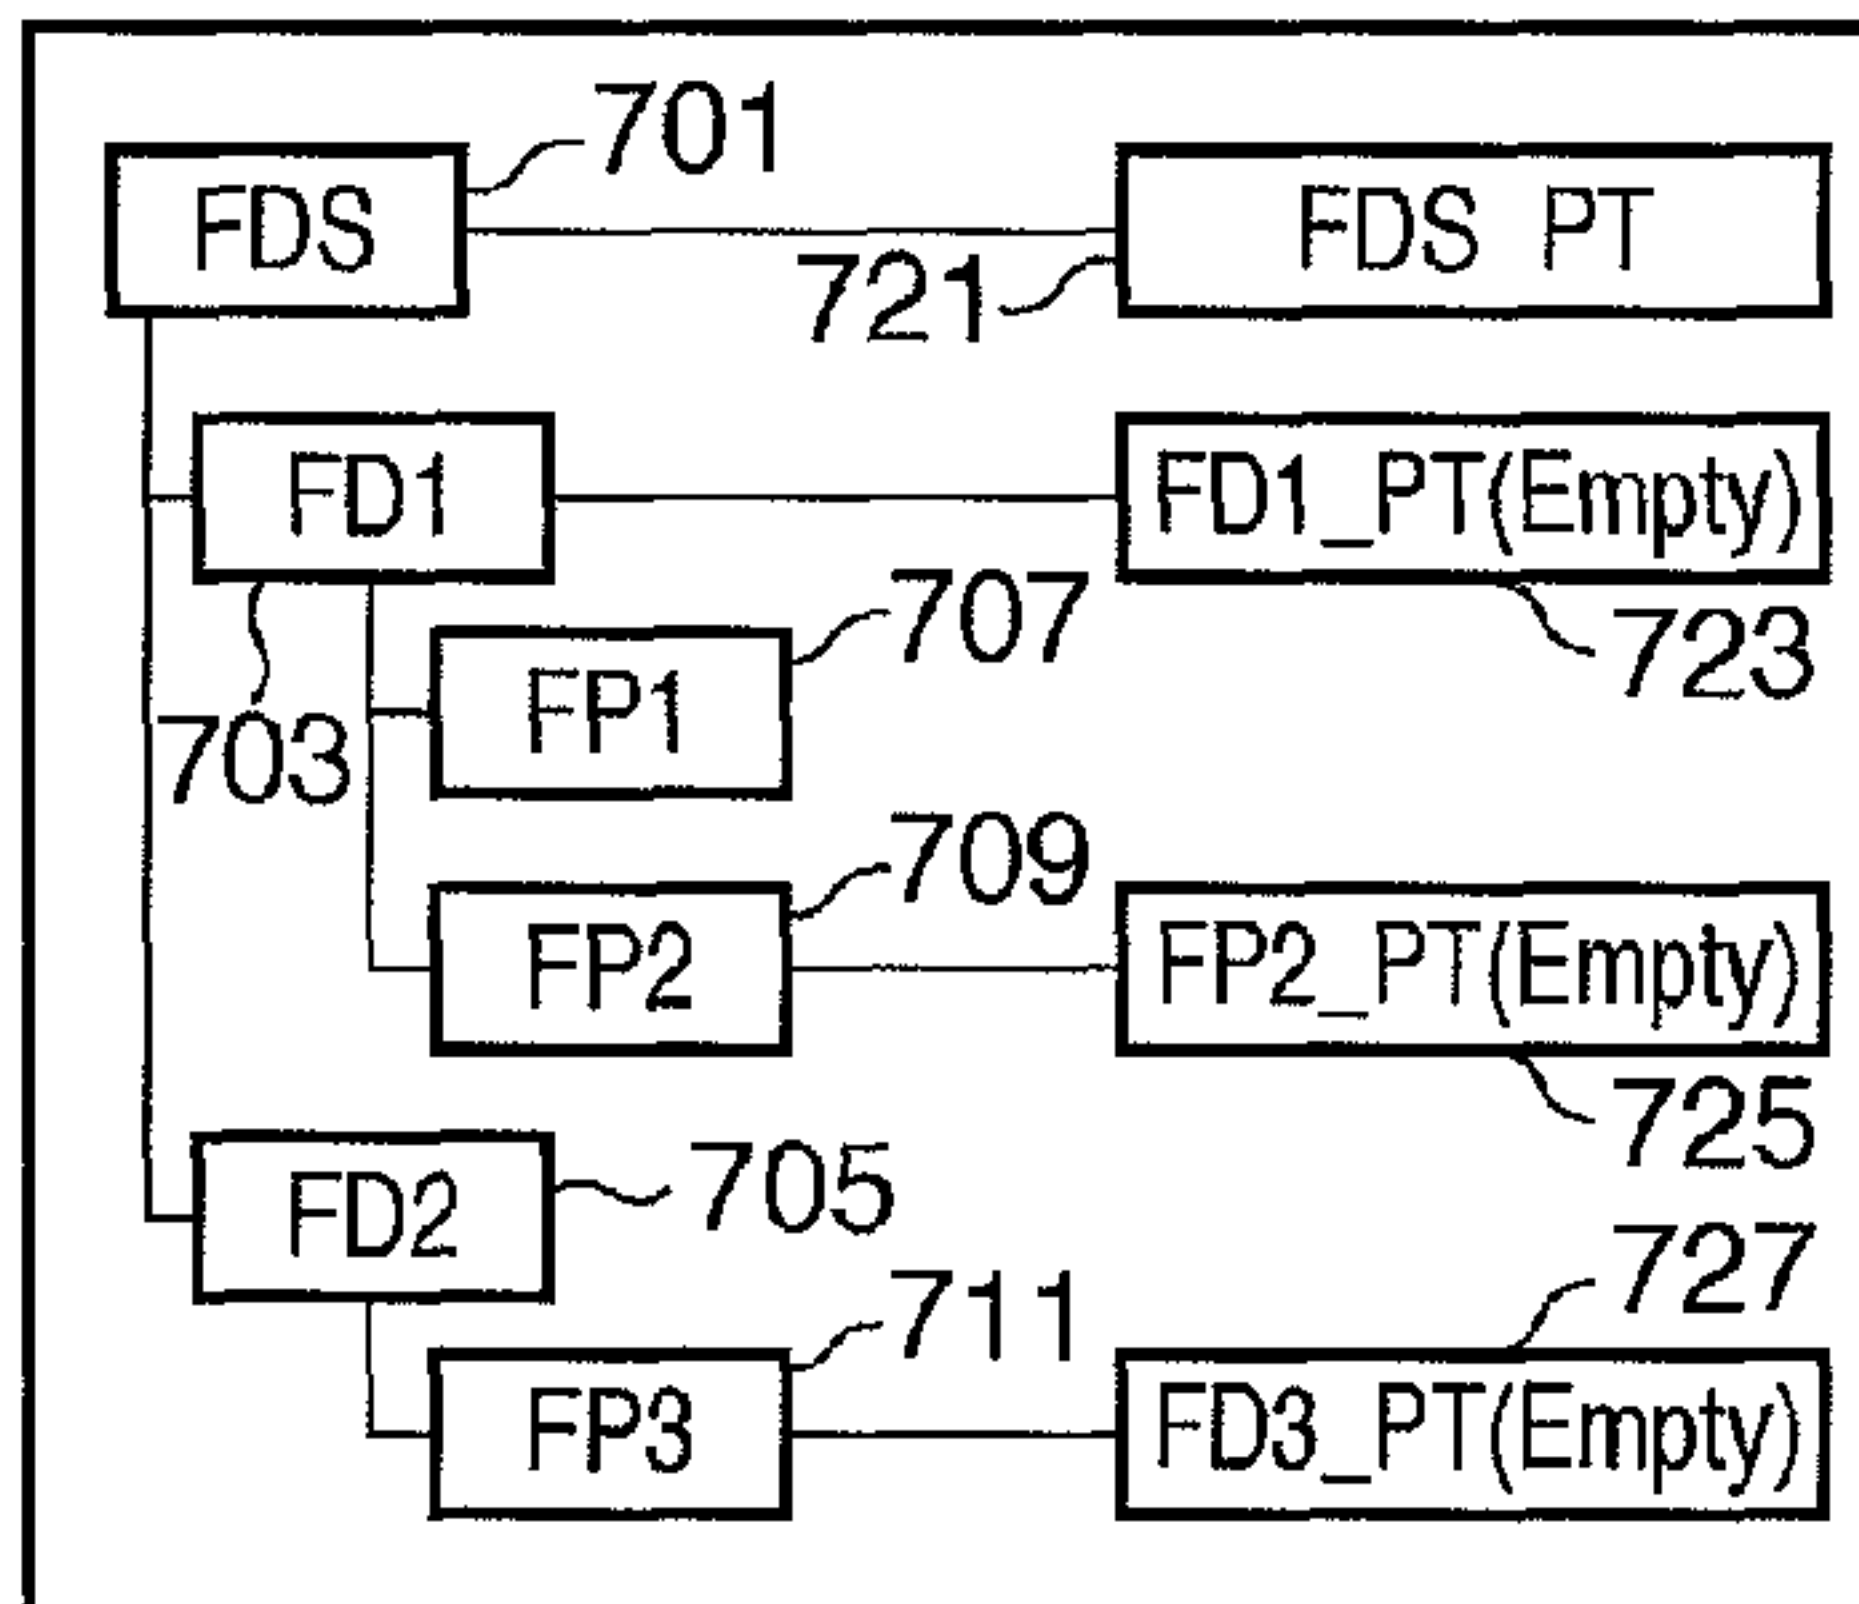 701
FDS
FDS PT
721
FD1
FD1_PT(Empty)
707
723
FP1
703
709
FP2
FP2_PT(Empty)
725
705
FD2
727
711
FP3
FD3_PT(Empty)